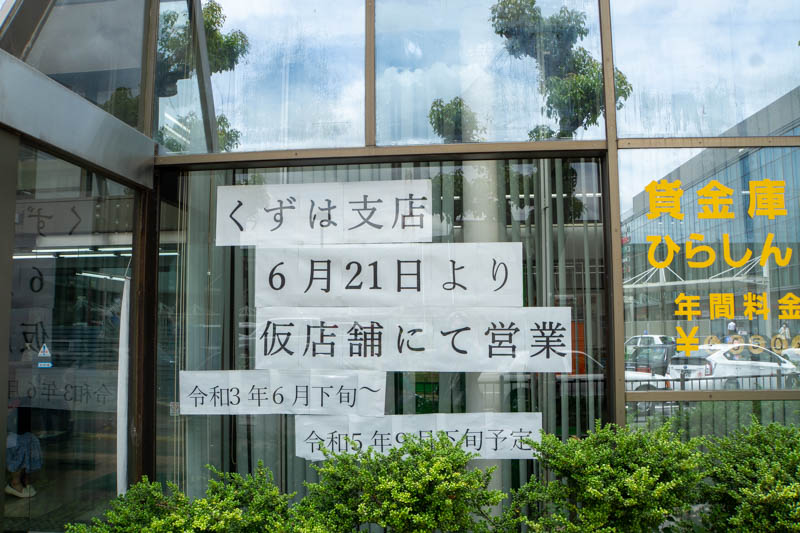 くずは支店
6月21日より
仮店舗にて営業
令和3年6月下旬～
令和5年9月下旬予定
貸金庫
ひらしん
年間料金
¥